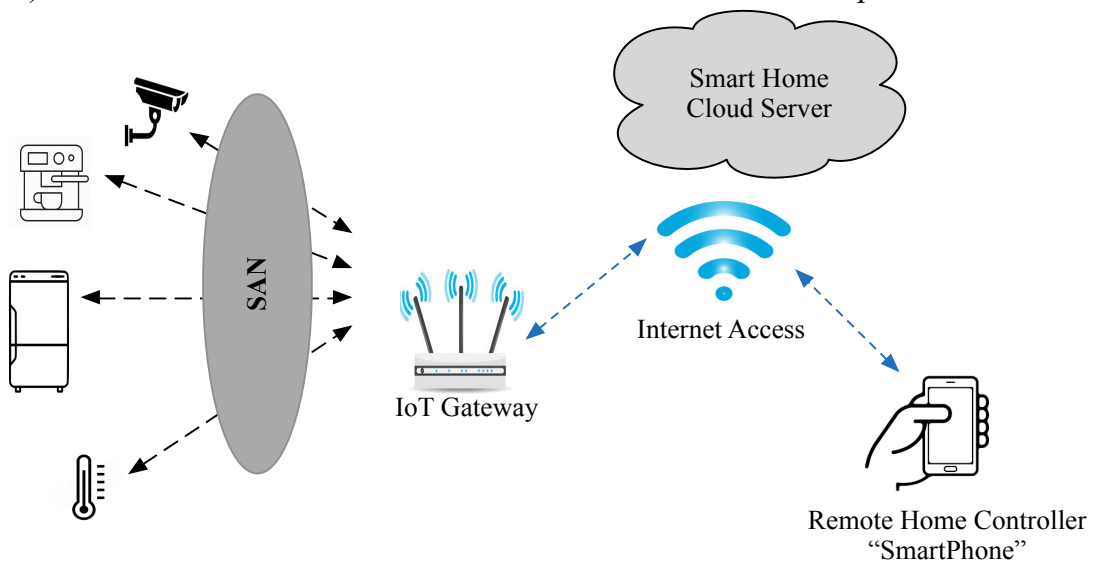 Smart Home
Cloud Server
SAN
Internet Access
IoT Gateway
Remote Home Controller
“SmartPhone”